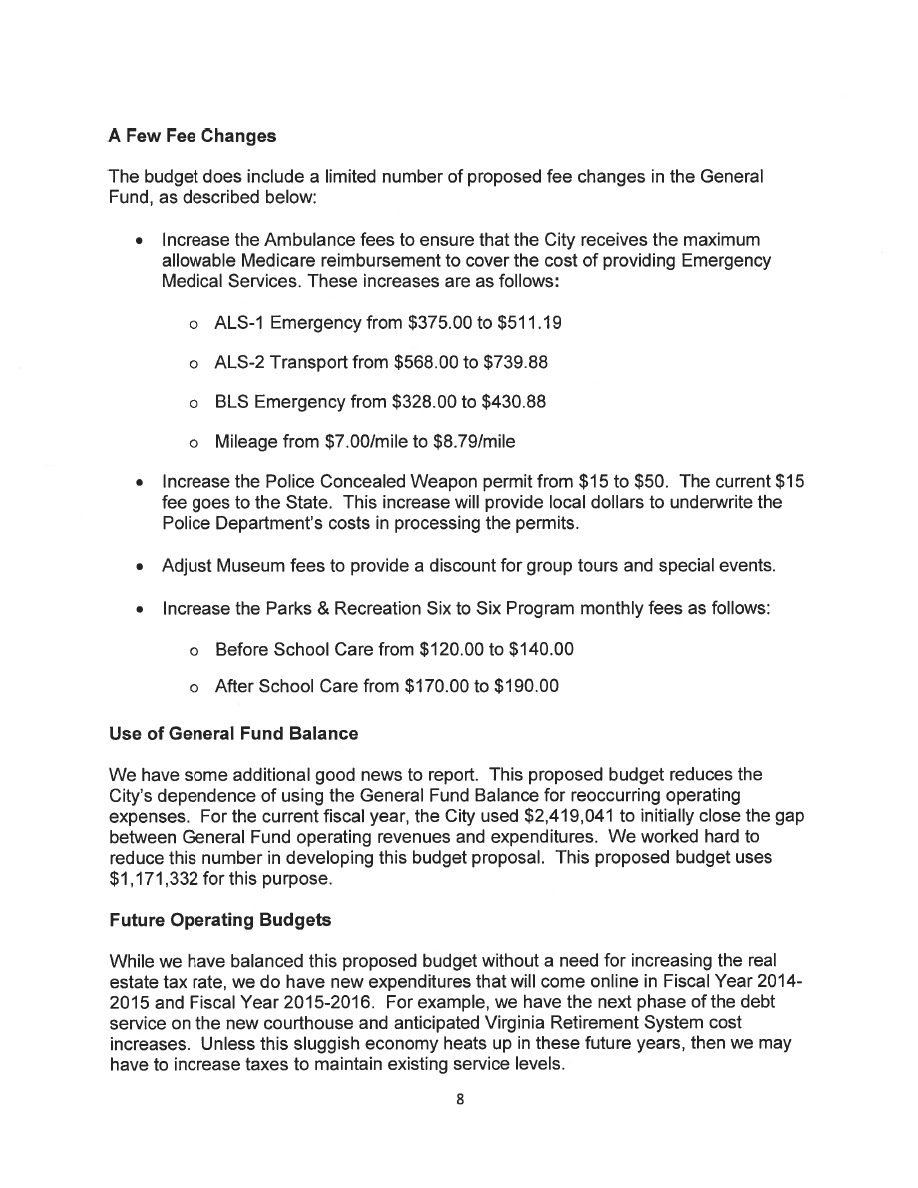 A Few Fee Changes
The budget does include a limited number of proposed fee changes in the General
Fund, as described below:
• Increase the Ambulance fees to ensure that the City receives the maximum
allowable Medicare reimbursement to cover the cost of providing Emergency
Medical Services. These increases are as follows:
o ALS-1 Emergency from $375.00 to $511.19
o ALS-2 Transport from $568.00 to $739.88
o BLS Emergency from $328.00 to $430.88
o Mileage from $7.00/mile to $8.79/mile
• Increase the Police Concealed Weapon permit from $15 to $50. The current $15
fee goes to the State. This increase will provide local dollars to underwrite the
Police Department's costs in processing the permits.
• Adjust Museum fees to provide a discount for group tours and special events.
• Increase the Parks & Recreation Six to Six Program monthly fees as follows:
o Before School Care from $120.00 to $140.00
o After School Care from $170.00 to $190.00
Use of General Fund Balance
We have some additional good news to report. This proposed budget reduces the
City's dependence of using the General Fund Balance for reoccurring operating
expenses. For the current fiscal year, the City used $2,419,041 to initially close the gap
between General Fund operating revenues and expenditures. We worked hard to
reduce this number in developing this budget proposal. This proposed budget uses
$1,171,332 for this purpose.
Future Operating Budgets
While we have balanced this proposed budget without a need for increasing the real
estate tax rate, we do have new expenditures that will come online in Fiscal Year 2014-
2015 and Fiscal Year 2015-2016. For example, we have the next phase of the debt
service on the new courthouse and anticipated Virginia Retirement System cost
increases. Unless this sluggish economy heats up in these future years, then we may
have to increase taxes to maintain existing service levels.
8